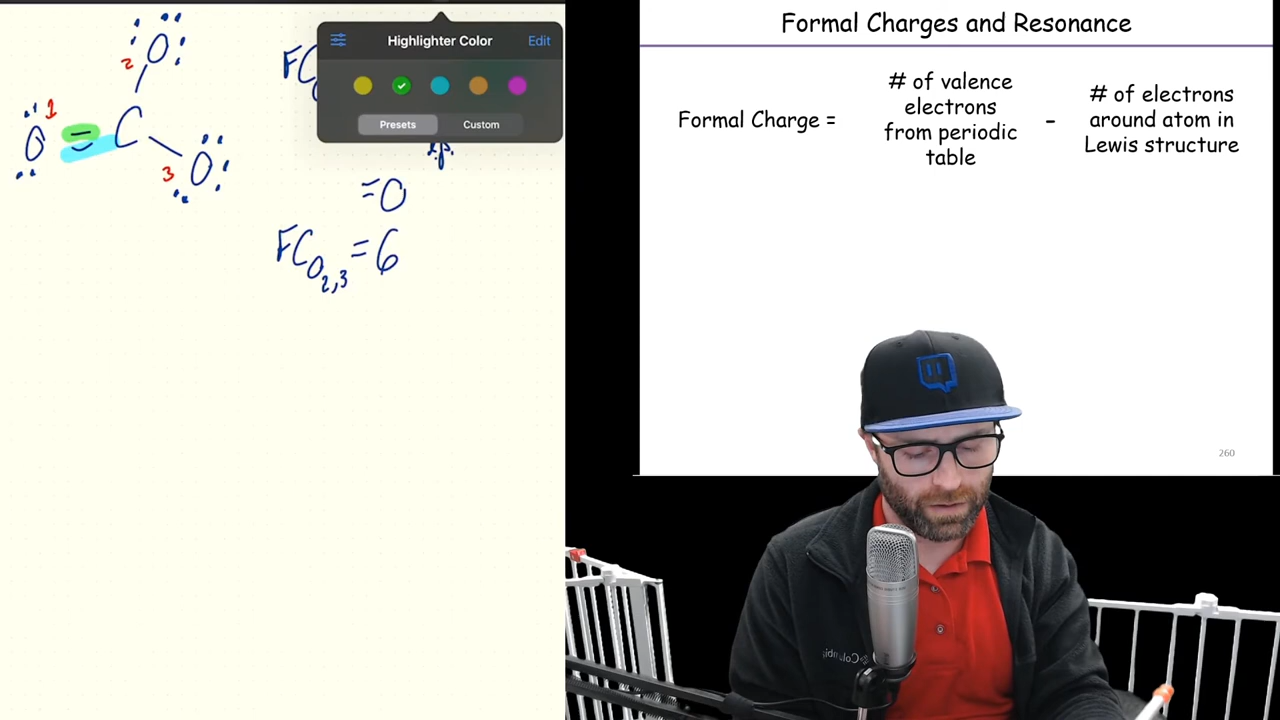 O
2
1
O = C
3
O
FC
Highlighter Color
Edit
Presets
Custom
l.p.
=0
FC O2,3 = 6
Formal Charges and Resonance
Formal Charge =
# of valence
electrons
from periodic
table
-
# of electrons
around atom in
Lewis structure
260
Columbia